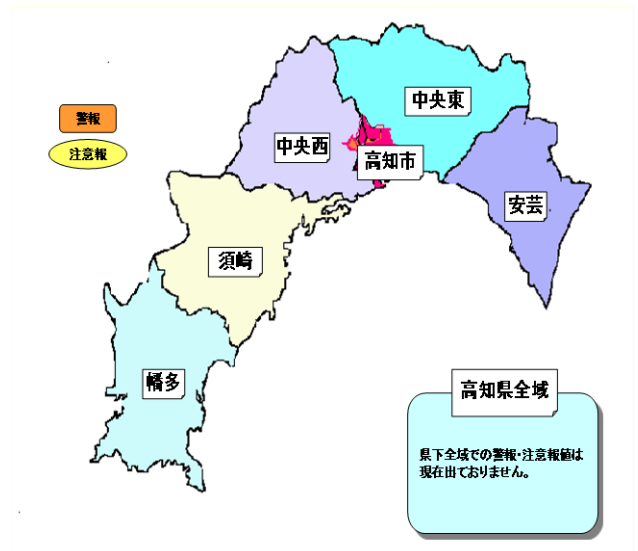 中央東
警報
中央西
注意報
高知市
安芸
須崎
幡多
高知県全域
県下全域での警報・注意報値は
現在出ておりません。